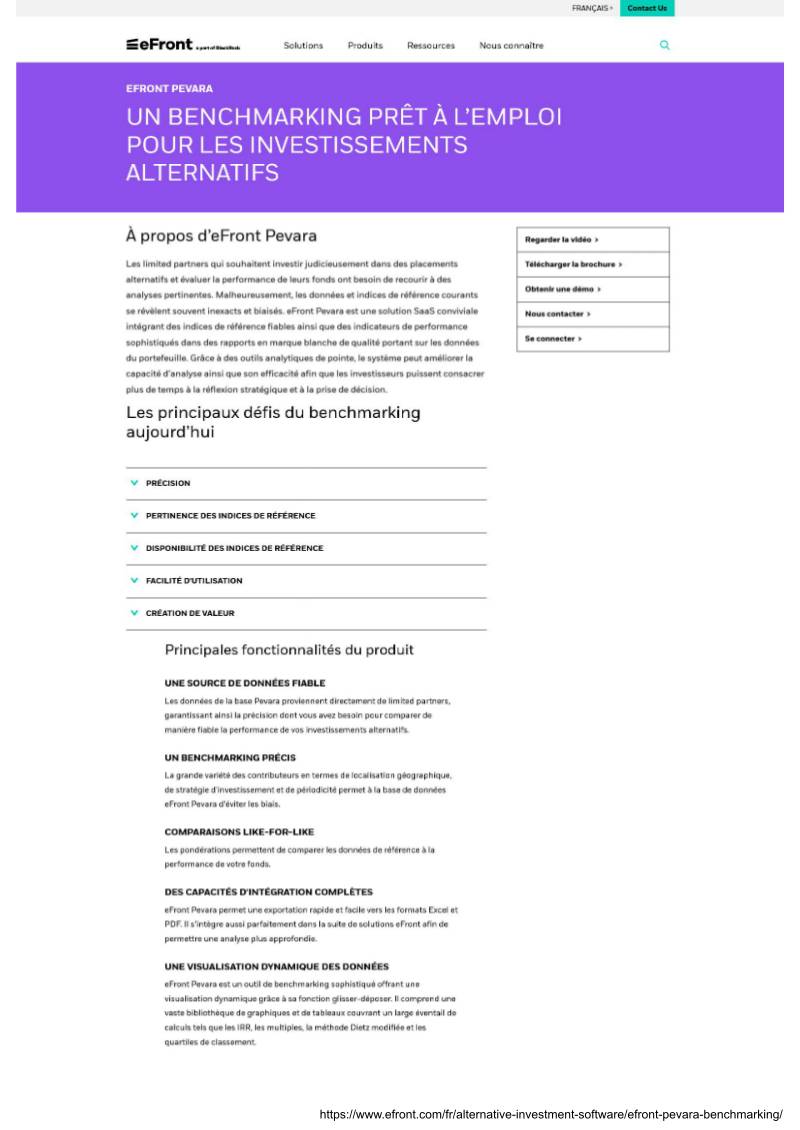 FRANÇAIS >
Contact Us
eFront a part of BlackRock
Solutions
Produits
Ressources
Nous connaître
EFRONT PEVARA
UN BENCHMARKING PRÊT À L'EMPLOI
POUR LES INVESTISSEMENTS
ALTERNATIFS
À propos d'eFront Pevara
Les limited partners qui souhaitent investir judicieusement dans des placements
alternatifs et évaluer la performance de leurs fonds ont besoin de recourir à des
analyses pertinentes. Malheureusement, les données et indices de référence courants
se révèlent souvent inexacts et biaisés. eFront Pevara est une solution SaaS conviviale
intégrant des indices de référence fiables ainsi que des indicateurs de performance
sophistiqués dans des rapports en marque blanche de qualité portant sur les données
du portefeuille. Grâce à des outils analytiques de pointe, le système peut améliorer la
capacité d'analyse ainsi que son efficacité afin que les investisseurs puissent consacrer
plus de temps à la réflexion stratégique et à la prise de décision.
Regarder la vidéo >
Télécharger la brochure >
Obtenir une démo >
Nous contacter >
Se connecter >
Les principaux défis du benchmarking
aujourd'hui
PRÉCISION
PERTINENCE DES INDICES DE RÉFÉRENCE
DISPONIBILITÉ DES INDICES DE RÉFÉRENCE
FACILITÉ D'UTILISATION
CRÉATION DE VALEUR
Principales fonctionnalités du produit
UNE SOURCE DE DONNÉES FIABLE
Les données de la base Pevara proviennent directement de limited partners,
garantissant ainsi la précision dont vous avez besoin pour comparer de
manière fiable la performance de vos investissements alternatifs.
UN BENCHMARKING PRÉCIS
La grande variété des contributeurs en termes de localisation géographique,
de stratégie d'investissement et de périodicité permet à la base de données
eFront Pevara d'éviter les biais.
COMPARAISONS LIKE-FOR-LIKE
Les pondérations permettent de comparer les données de référence à la
performance de votre fonds.
DES CAPACITÉS D'INTÉGRATION COMPLÈTES
eFront Pevara permet une exportation rapide et facile vers les formats Excel et
PDF. Il s'intègre aussi parfaitement dans la suite de solutions eFront afin de
permettre une analyse plus approfondie.
UNE VISUALISATION DYNAMIQUE DES DONNÉES
eFront Pevara est un outil de benchmarking sophistiqué offrant une
visualisation dynamique grâce à sa fonction glisser-déposer. Il comprend une
vaste bibliothèque de graphiques et de tableaux couvrant un large éventail de
calculs tels que les IRR, les multiples, la méthode Dietz modifiée et les
quartiles de classement.
https://www.efront.com/fr/alternative-investment-software/efront-pevara-benchmarking/